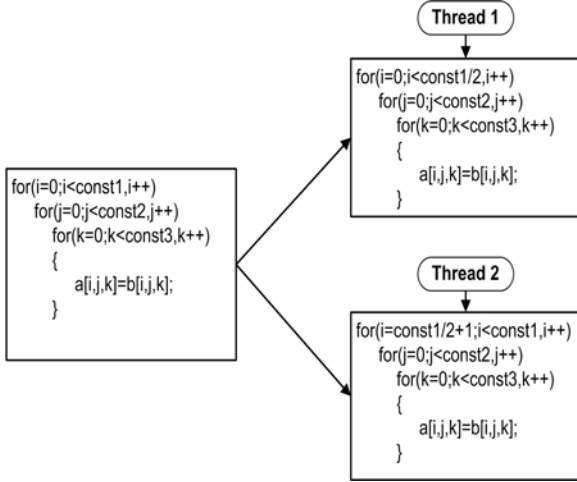 Thread 1
for(i=0;i<const1/2,i++)
for(j=0;j<const2,j++)
for(k=0;k<const3,k++)
{
a[i,j,k]=b[i,j,k];
}
for(i=0;i<const1,i++)
for(j=0;j<const2,j++)
for(k=0;k<const3,k++)
{
a[i,j,k]=b[i,j,k];
}
Thread 2
for(i=const1/2+1;i<const1,i++)
for(j=0;j<const2,j++)
for(k=0;k<const3,k++)
{
a[i,j,k]=b[i,j,k];
}